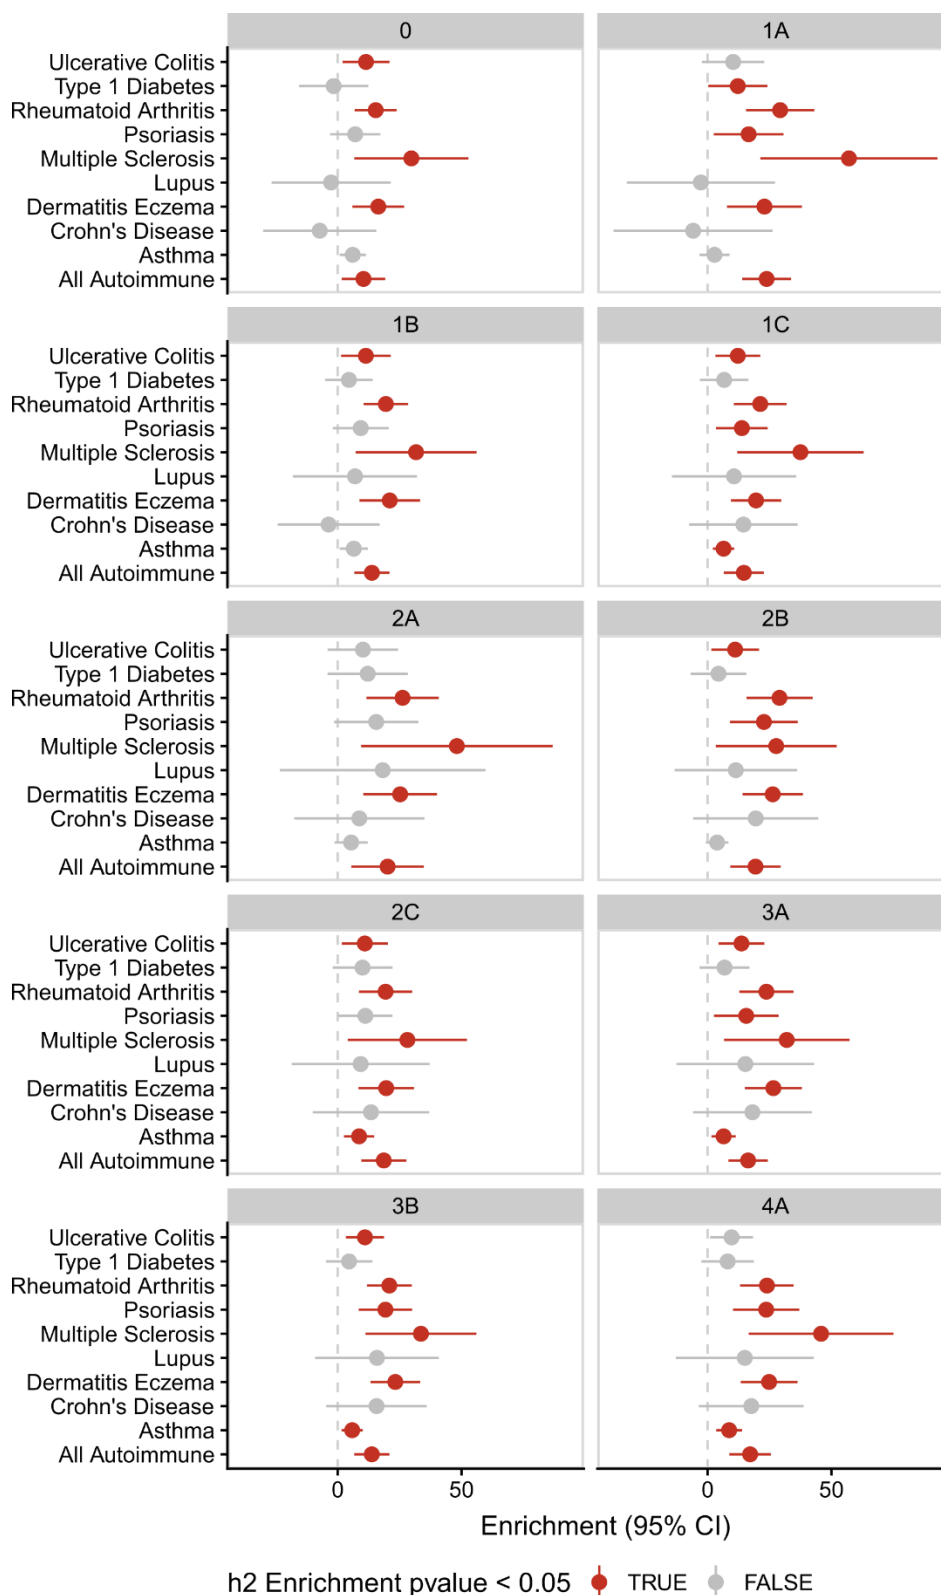 0
1A
Ulcerative Colitis
Type 1 Diabetes
Rheumatoid Arthritis
Psoriasis
Multiple Sclerosis
Lupus
Dermatitis Eczema
Crohn's Disease
Asthma
All Autoimmune
1B
1C
Ulcerative Colitis
Type 1 Diabetes
Rheumatoid Arthritis
Psoriasis
Multiple Sclerosis
Lupus
Dermatitis Eczema
Crohn's Disease
Asthma
All Autoimmune
2A
2B
Ulcerative Colitis
Type 1 Diabetes
Rheumatoid Arthritis
Psoriasis
Multiple Sclerosis
Lupus
Dermatitis Eczema
Crohn's Disease
Asthma
All Autoimmune
2C
3A
Ulcerative Colitis
Type 1 Diabetes
Rheumatoid Arthritis
Psoriasis
Multiple Sclerosis
Lupus
Dermatitis Eczema
Crohn's Disease
Asthma
All Autoimmune
3B
4A
Ulcerative Colitis
Type 1 Diabetes
Rheumatoid Arthritis
Psoriasis
Multiple Sclerosis
Lupus
Dermatitis Eczema
Crohn's Disease
Asthma
All Autoimmune
0 50 0 50
Enrichment (95% CI)
h2 Enrichment pvalue < 0.05 TRUE FALSE